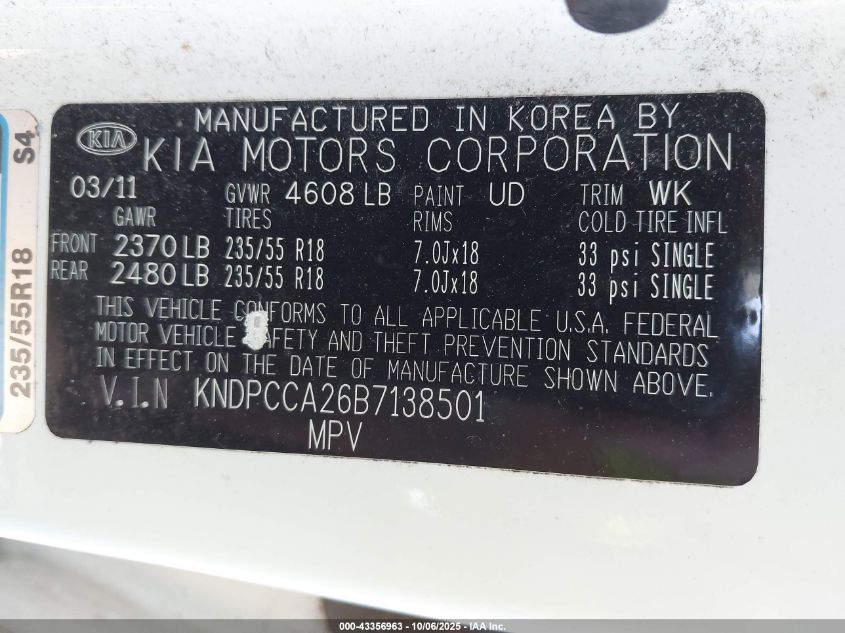 KIA
MANUFACTURED IN KOREA BY
KIA MOTORS CORPORATION
03/11 GVWR 4608 LB PAINT UD TRIM WK
GAWR TIRES RIMS COLD TIRE INFL
FRONT 2370 LB 235/55 R18 7.0Jx18 33 psi SINGLE
REAR 2480 LB 235/55 R18 7.0Jx18 33 psi SINGLE
THIS VEHICLE CONFORMS TO ALL APPLICABLE U.S.A. FEDERAL
MOTOR VEHICLE AFETY AND THEFT PREVENTION STANDARDS
IN EFFECT ON THE DATE OF MANUFACTURE SHOWN ABOVE.
V.I.N KNDPCCA26B7138501
MPV
235/55R18 S4
000-43356963 - 10/06/2025 - IAA Inc.